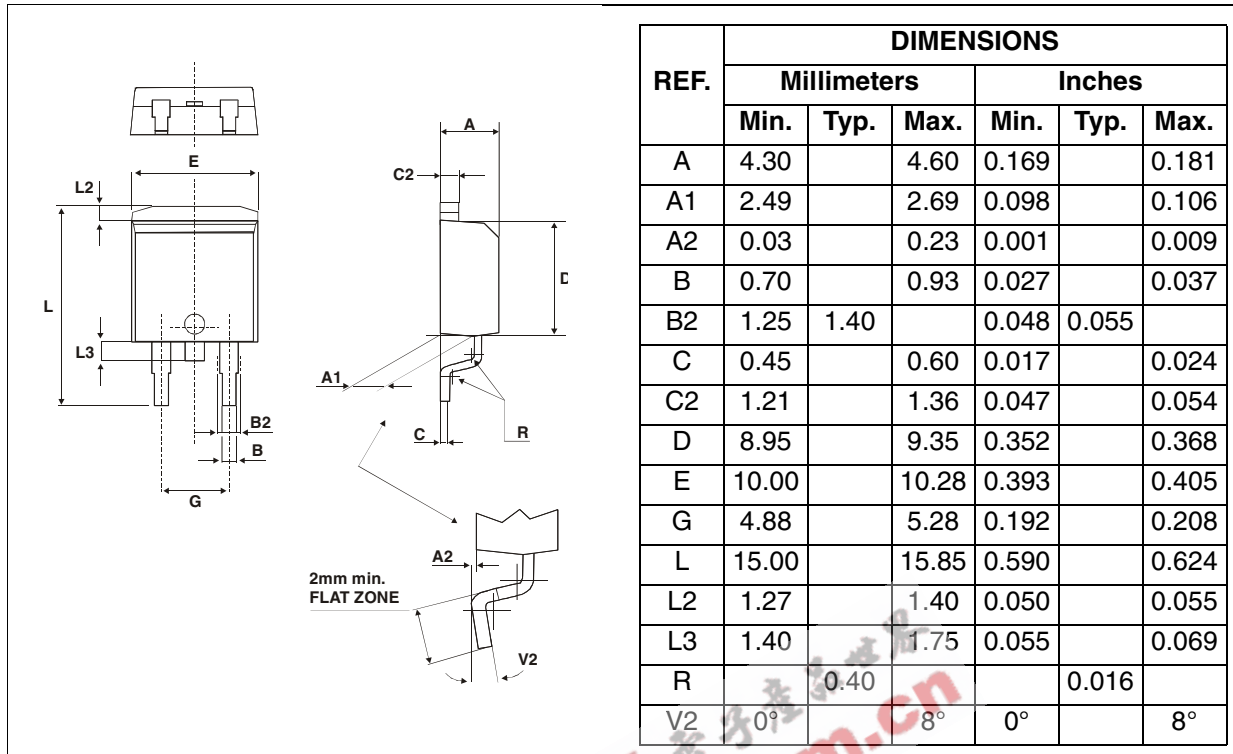 E
L2
L
L3
B2
B
G
A
C2
D
A1
C
R
A2
2mm min.
FLAT ZONE
V2
REF. DIMENSIONS
Millimeters Inches
Min. Typ. Max. Min. Typ. Max.
A 4.30 4.60 0.169 0.181
A1 2.49 2.69 0.098 0.106
A2 0.03 0.23 0.001 0.009
B 0.70 0.93 0.027 0.037
B2 1.25 1.40 0.048 0.055
C 0.45 0.60 0.017 0.024
C2 1.21 1.36 0.047 0.054
D 8.95 9.35 0.352 0.368
E 10.00 10.28 0.393 0.405
G 4.88 5.28 0.192 0.208
L 15.00 15.85 0.590 0.624
L2 1.27 1.40 0.050 0.055
L3 1.40 1.75 0.055 0.069
R 0.40 0.016
V2 0° 8° 0° 8°
子產品世界
m.cn